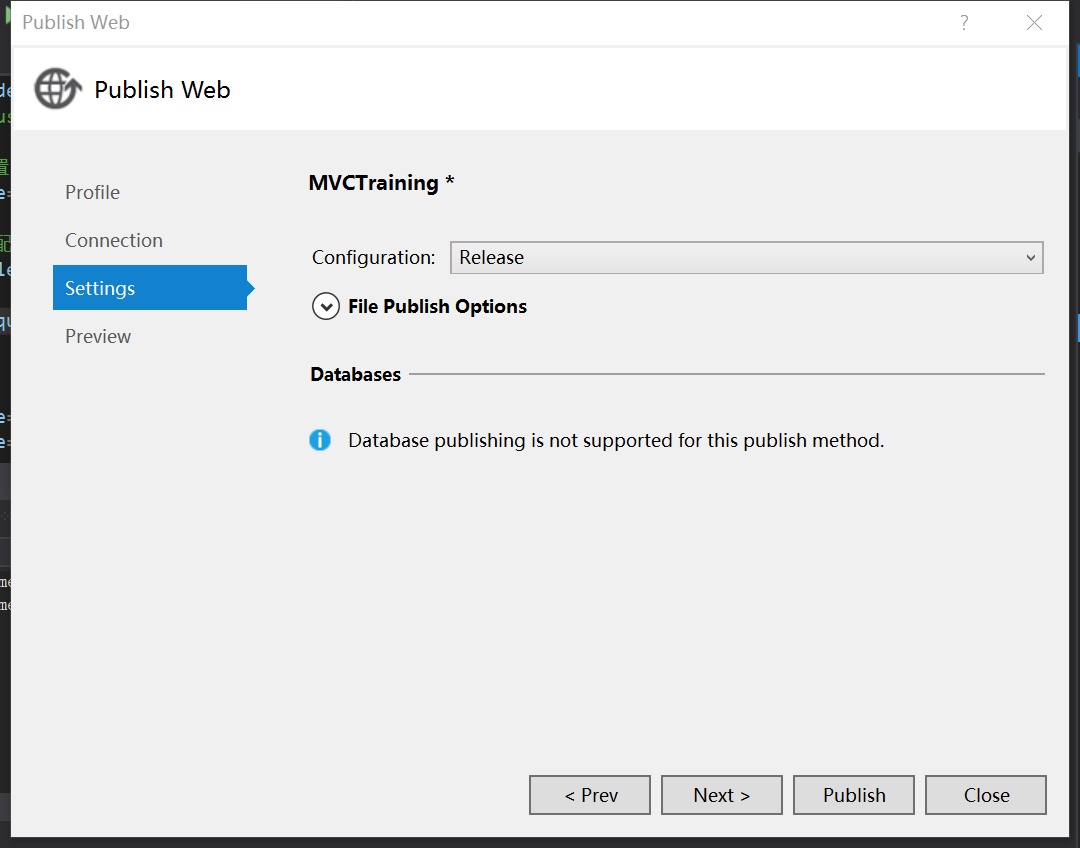 Publish Web
?
Publish Web
Profile
Connection
Settings
Preview
MVCTraining *
Configuration: Release
File Publish Options
Databases
Database publishing is not supported for this publish method.
< Prev Next > Publish Close